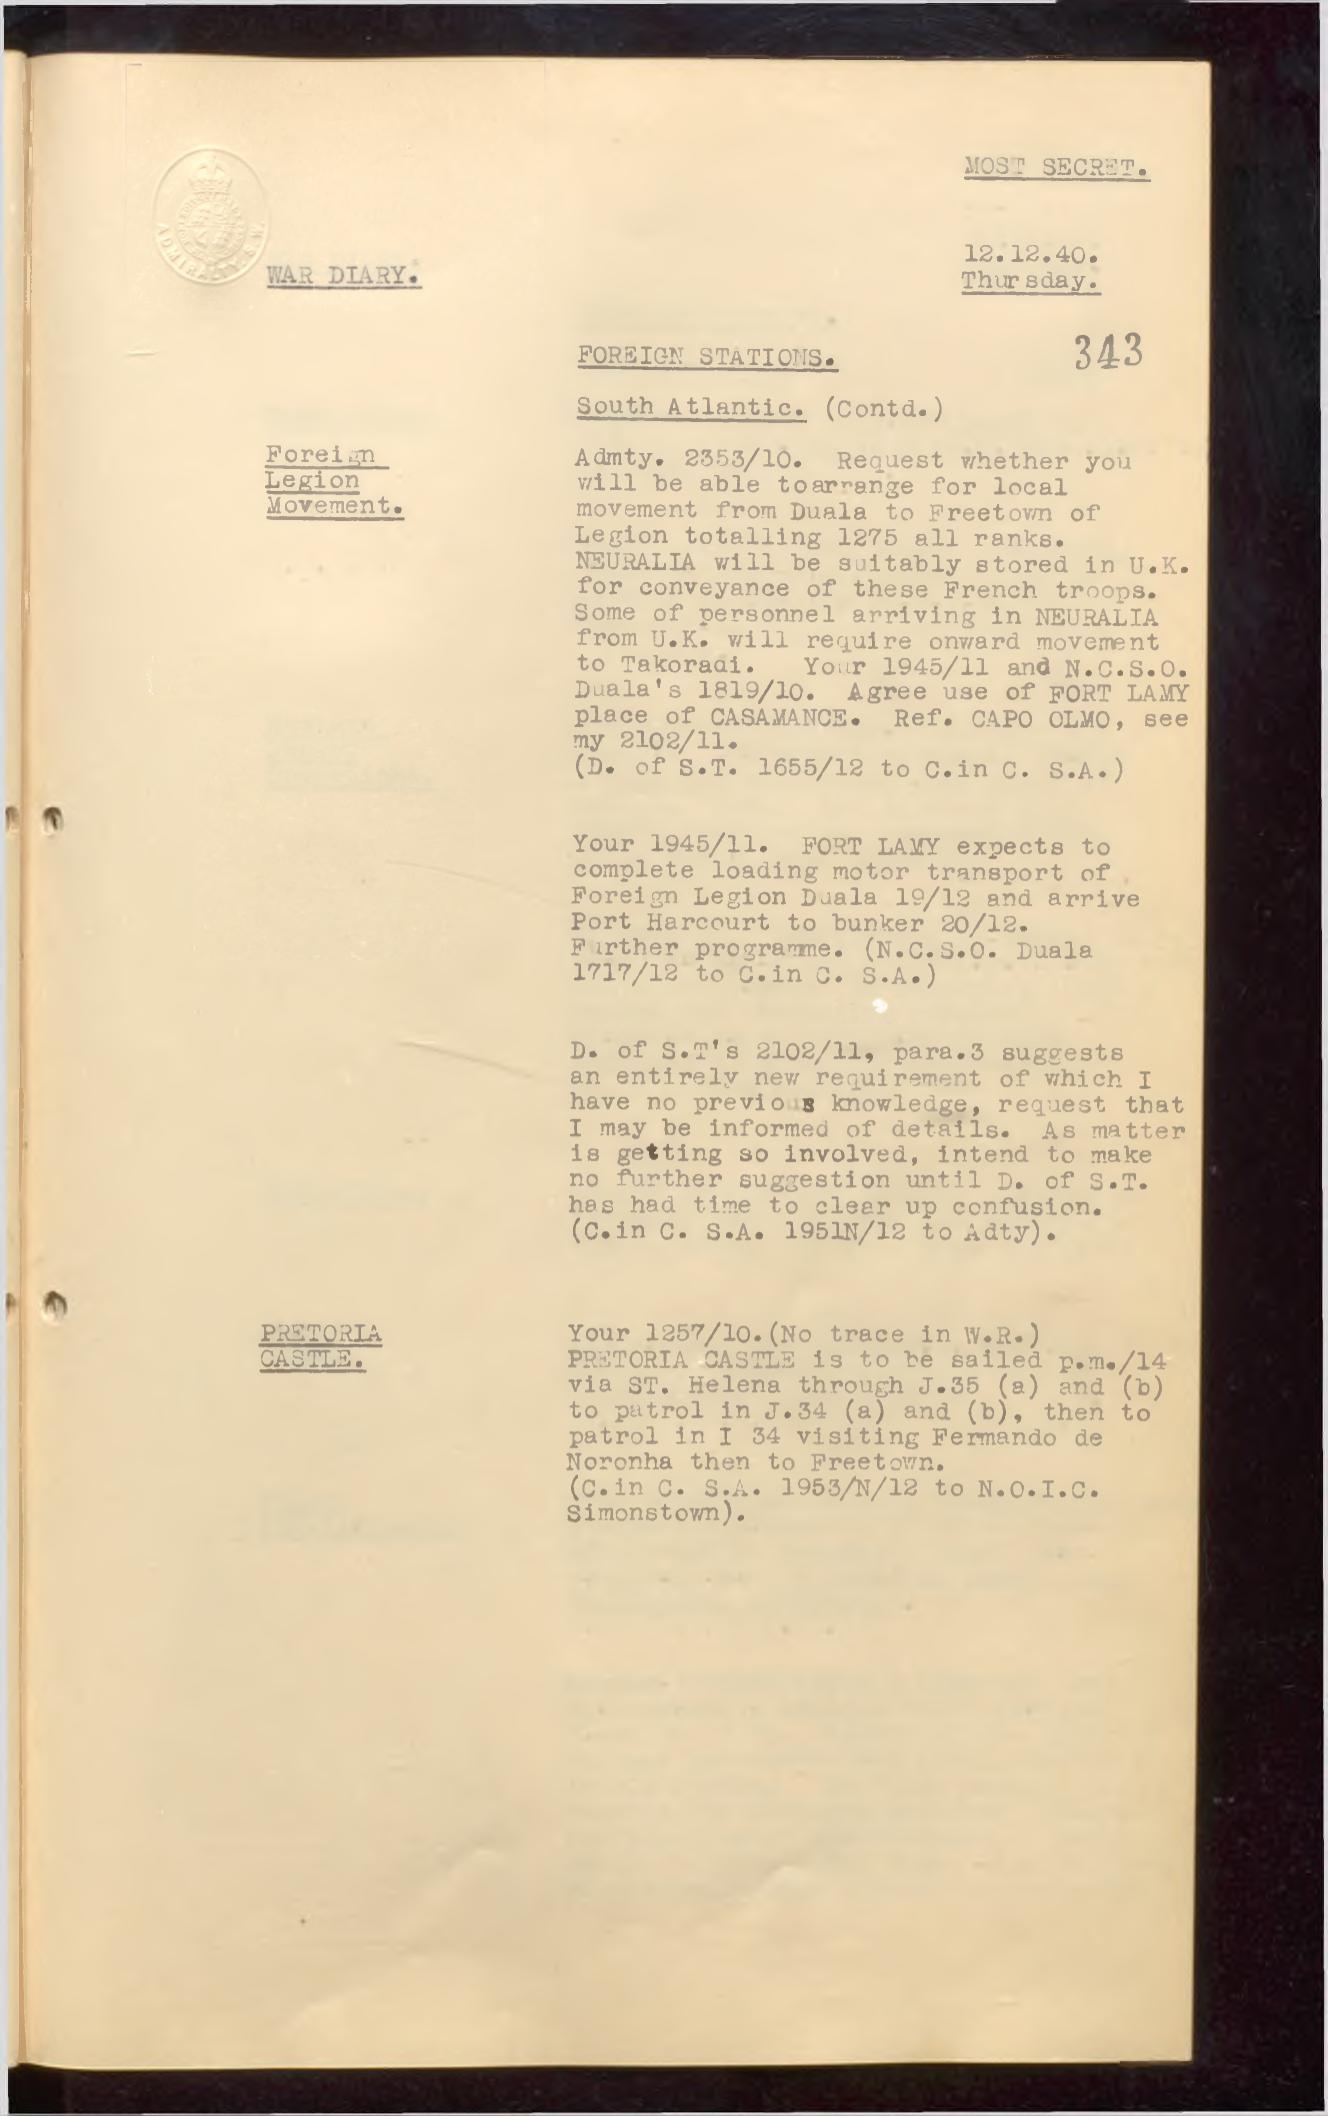 MOST SECRET.
ADMIRALTY. S.W.
12.12.40.
WAR DIARY.
Thursday.
343
FOREIGN STATIONS.
South Atlantic. (Contd.)
Foreign
Legion
Movement.
Admty. 2353/10. Request whether you
will be able toarrange for local
movement from Duala to Freetown of
Legion totalling 1275 all ranks.
NEURALIA will be suitably stored in U.K.
for conveyance of these French troops.
Some of personnel arriving in NEURALIA
from U.K. will require onward movement
to Takoradi. Your 1945/11 and N.C.S.O.
Duala's 1819/10. Agree use of FORT LAMY
place of CASAMANCE. Ref. CAPO OLMO, see
my 2102/11.
(D. of S.T. 1655/12 to C.in C. S.A.)
Your 1945/11. FORT LAMY expects to
complete loading motor transport of
Foreign Legion Duala 19/12 and arrive
Port Harcourt to bunker 20/12.
Further programme. (N.C.S.O. Duala
1717/12 to C.in C. S.A.)
D. of S.T's 2102/11, para.3 suggests
an entirely new requirement of which I
have no previous knowledge, request that
I may be informed of details. As matter
is getting so involved, intend to make
no further suggestion until D. of S.T.
has had time to clear up confusion.
(C.in C. S.A. 1951N/12 to Adty).
PRETORIA
CASTLE.
Your 1257/10.(No trace in W.R.)
PRETORIA CASTLE is to be sailed p.m./14
via ST. Helena through J.35 (a) and (b)
to patrol in J.34 (a) and (b), then to
patrol in I 34 visiting Fermando de
Noronha then to Freetown.
(C.in C. S.A. 1953/N/12 to N.O.I.C.
Simonstown).